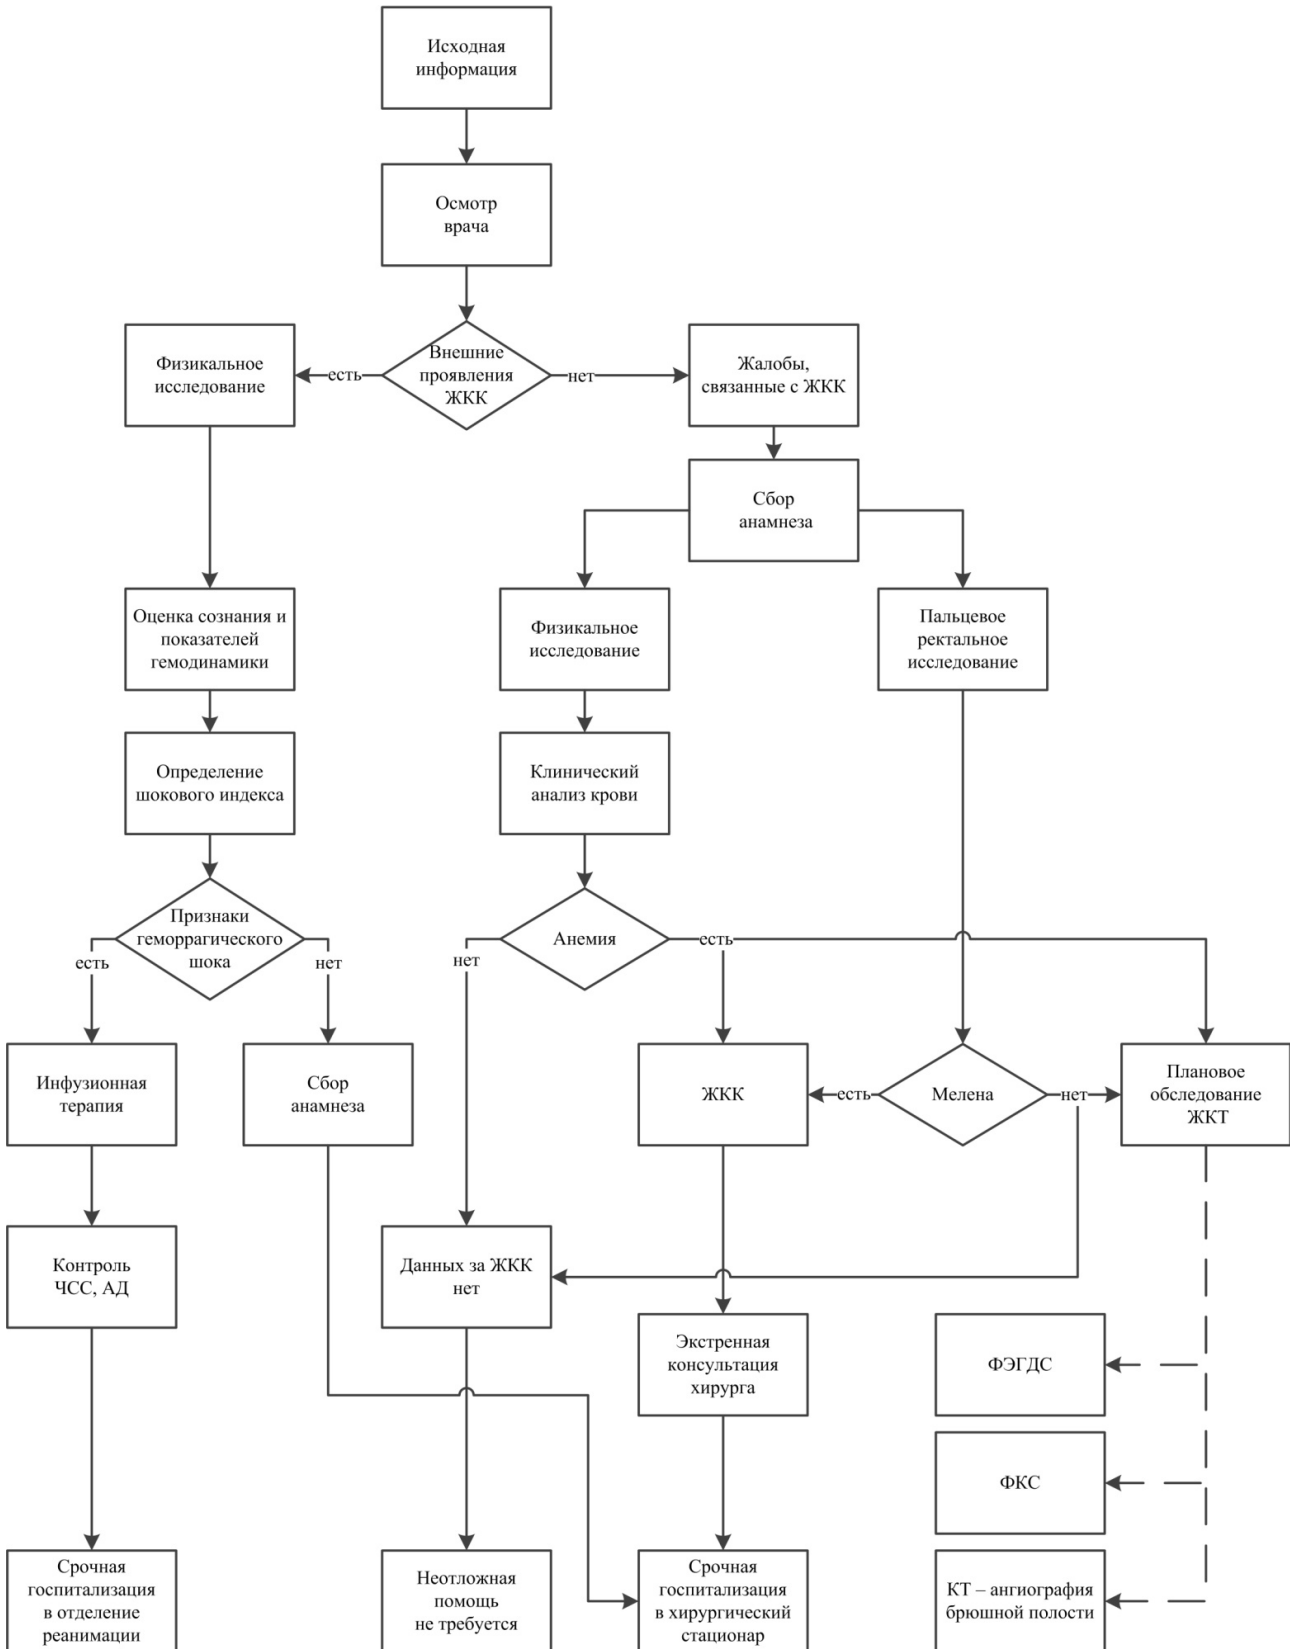 Исходная
информация
Осмотр
врача
Физикальное
исследование
есть
Внешние
проявления
ЖКК
нет
Жалобы,
связанные с ЖКК
Сбор
анамнеза
Оценка сознания и
показателей
гемодинамики
Физикальное
исследование
Пальцевое
ректальное
исследование
Определение
шокового индекса
Клинический
анализ крови
Признаки
геморрагического
шока
есть
нет
Анемия
нет
есть
Инфузионная
терапия
Сбор
анамнеза
ЖКК
есть
Мелена
нет
Плановое
обследование
ЖКТ
Контроль
ЧСС, АД
Данных за ЖКК
нет
Экстренная
консультация
хирурга
ФЭГДС
ФКС
Срочная
госпитализация
в отделение
реанимации
Неотложная
помощь
не требуется
Срочная
госпитализация
в хирургический
стационар
КТ – ангиография
брюшной полости